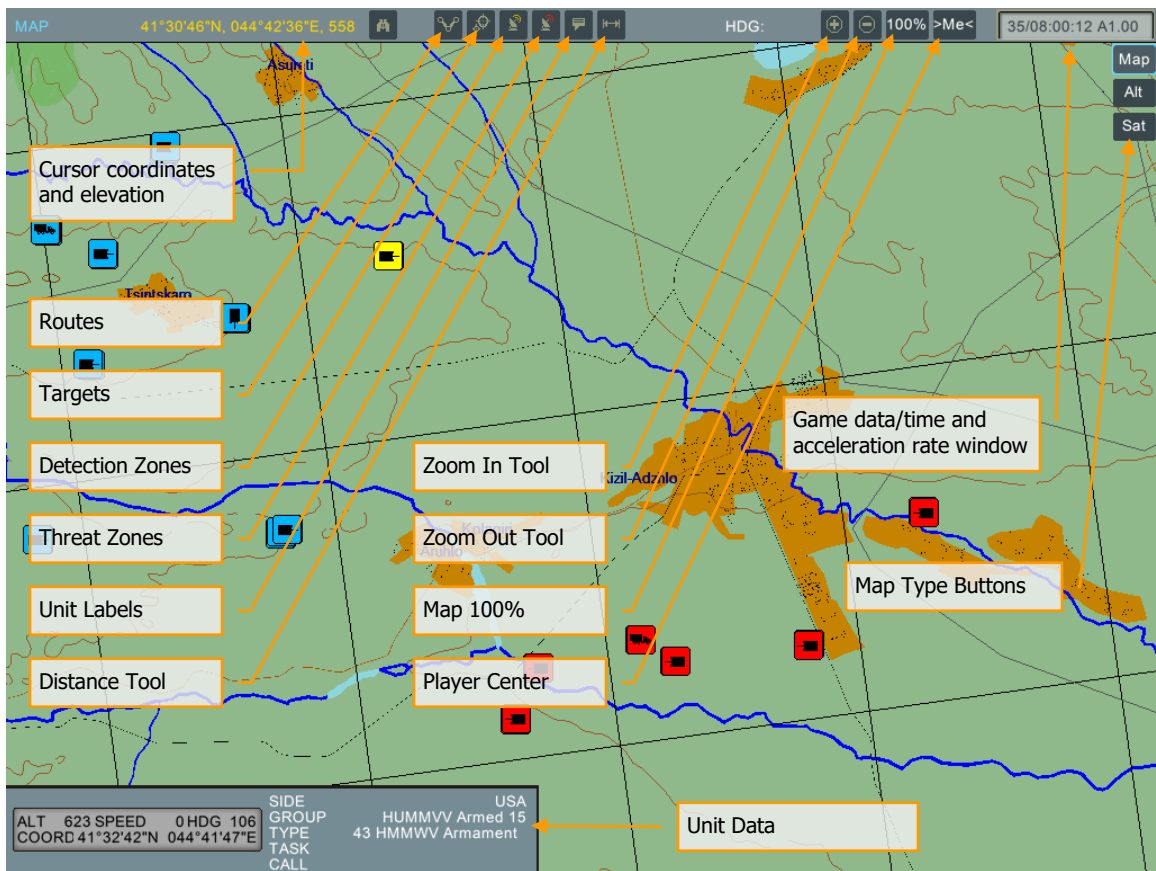 MAP 41°30'46"N, 044°42'36"E, 558 HDG: 100% >Me< 35/08:00:12 A1.00
Map
Alt
Sat
Asureti
Cursor coordinates
and elevation
Tsintskaro
Routes
Targets
Game data/time and
acceleration rate window
Detection Zones
Zoom In Tool
Kizil-Adzhlo
Threat Zones
Zoom Out Tool
Aruhlo
Map Type Buttons
Unit Labels
Map 100%
Distance Tool
Player Center
ALT 623 SPEED 0 HDG 106
COORD 41°32'42"N 044°41'47"E
SIDE USA
GROUP HUMMVV Armed 15
TYPE 43 HMMWV Armament
TASK
CALL
Unit Data